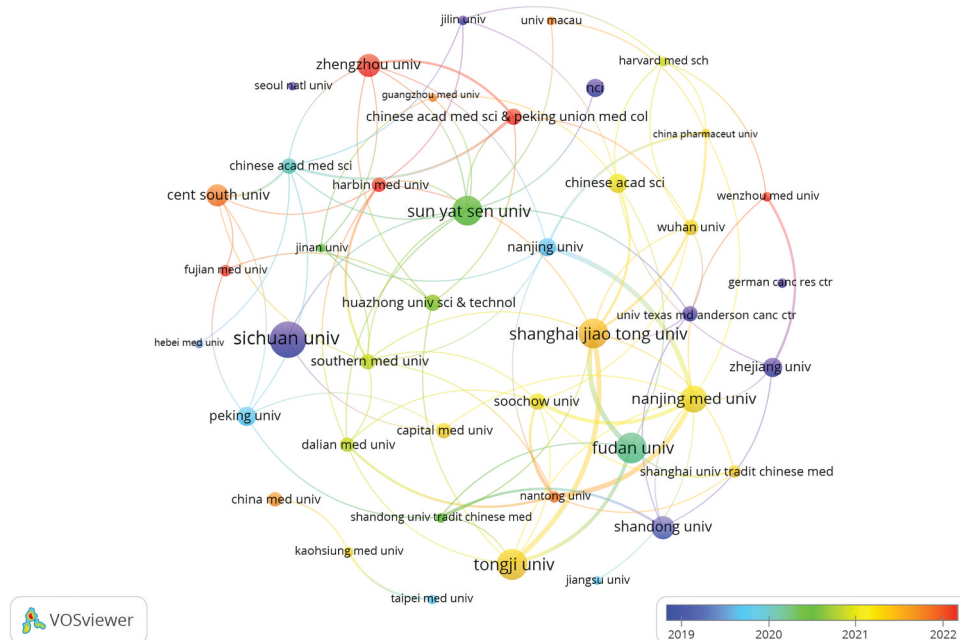 jilin univ
univ macau
zhengzhou univ
harvard med sch
seoul natl univ
nci
guangzhou med univ
chinese acad med sci & peking union med col
china pharmaceut univ
chinese acad med sci
harbin med univ
chinese acad sci
cent south univ
wenzhou med univ
sun yat sen univ
wuhan univ
jinan univ
nanjing univ
fujian med univ
german canc res ctr
huazhong univ sci & technol
univ texas md anderson canc ctr
shanghai jiao tong univ
sichuan univ
hebei med univ
southern med univ
zhejiang univ
nanjing med univ
soochow univ
peking univ
capital med univ
dalian med univ
fudan univ
shanghai univ tradit chinese med
china med univ
nantong univ
shandong univ tradit chinese med
shandong univ
kaohsiung med univ
tongji univ
jiangsu univ
taipei med univ
VOSviewer
2019 2020 2021 2022